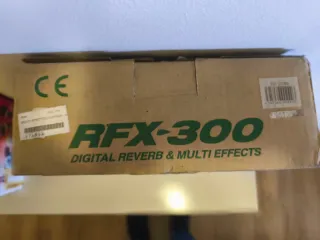 CE
RFX-300
DIGITAL REVERB & MULTI EFFECTS